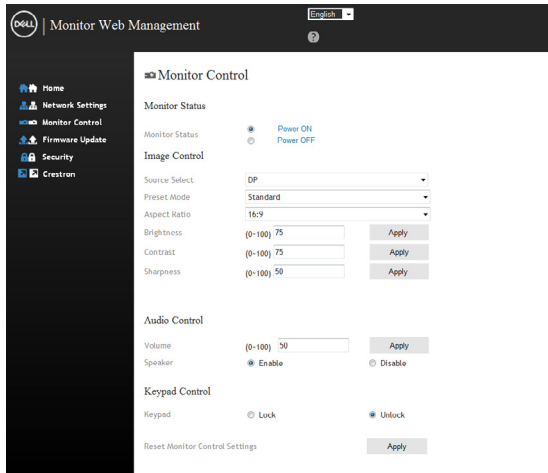 English
DELL | Monitor Web Management
?
Home
Network Settings
Monitor Control
Firmware Update
Security
Crestron
Monitor Control
Monitor Status
Monitor Status Power ON
Power OFF
Image Control
Source Select DP
Preset Mode Standard
Aspect Ratio 16:9
Brightness (0~100) 75 Apply
Contrast (0~100) 75 Apply
Sharpness (0~100) 50 Apply
Audio Control
Volume (0~100) 50 Apply
Speaker Enable Disable
Keypad Control
Keypad Lock Unlock
Reset Monitor Control Settings Apply